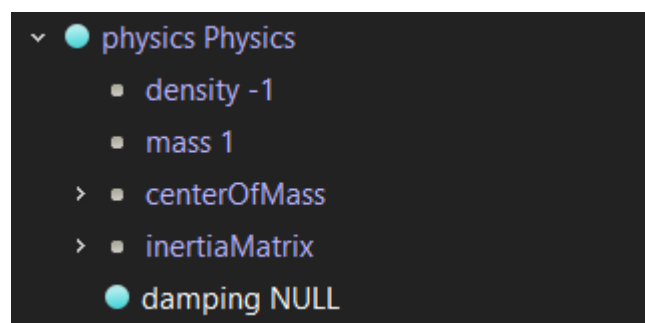 physics Physics
density -1
mass 1
centerOfMass
inertiaMatrix
damping NULL